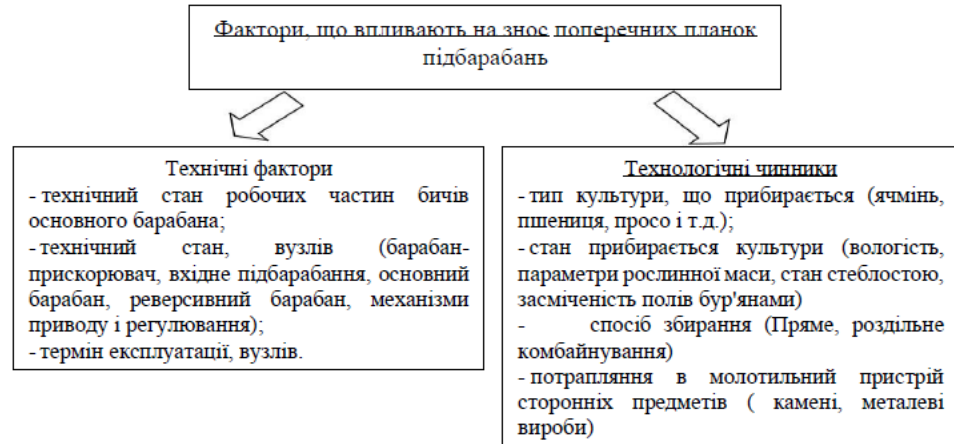 Фактори, що впливають на знос поперечних планок
підбарабань
Технічні фактори
- технічний стан робочих частин бичів
основного барабана;
- технічний стан, вузлів (барабан-
прискорювач, вхідне підбарабання, основний
барабан, реверсивний барабан, механізми
приводу і регулювання);
- термін експлуатації, вузлів.
Технологічні чинники
- тип культури, що прибирається (ячмінь,
пшениця, просо і т.д.);
- стан прибирається культури (вологість,
параметри рослинної маси, стан стеблостою,
засміченість полів бур'янами)
- спосіб збирання (Пряме, роздільне
комбайнування)
- потрапляння в молотильний пристрій
сторонніх предметів ( камені, металеві
вироби)